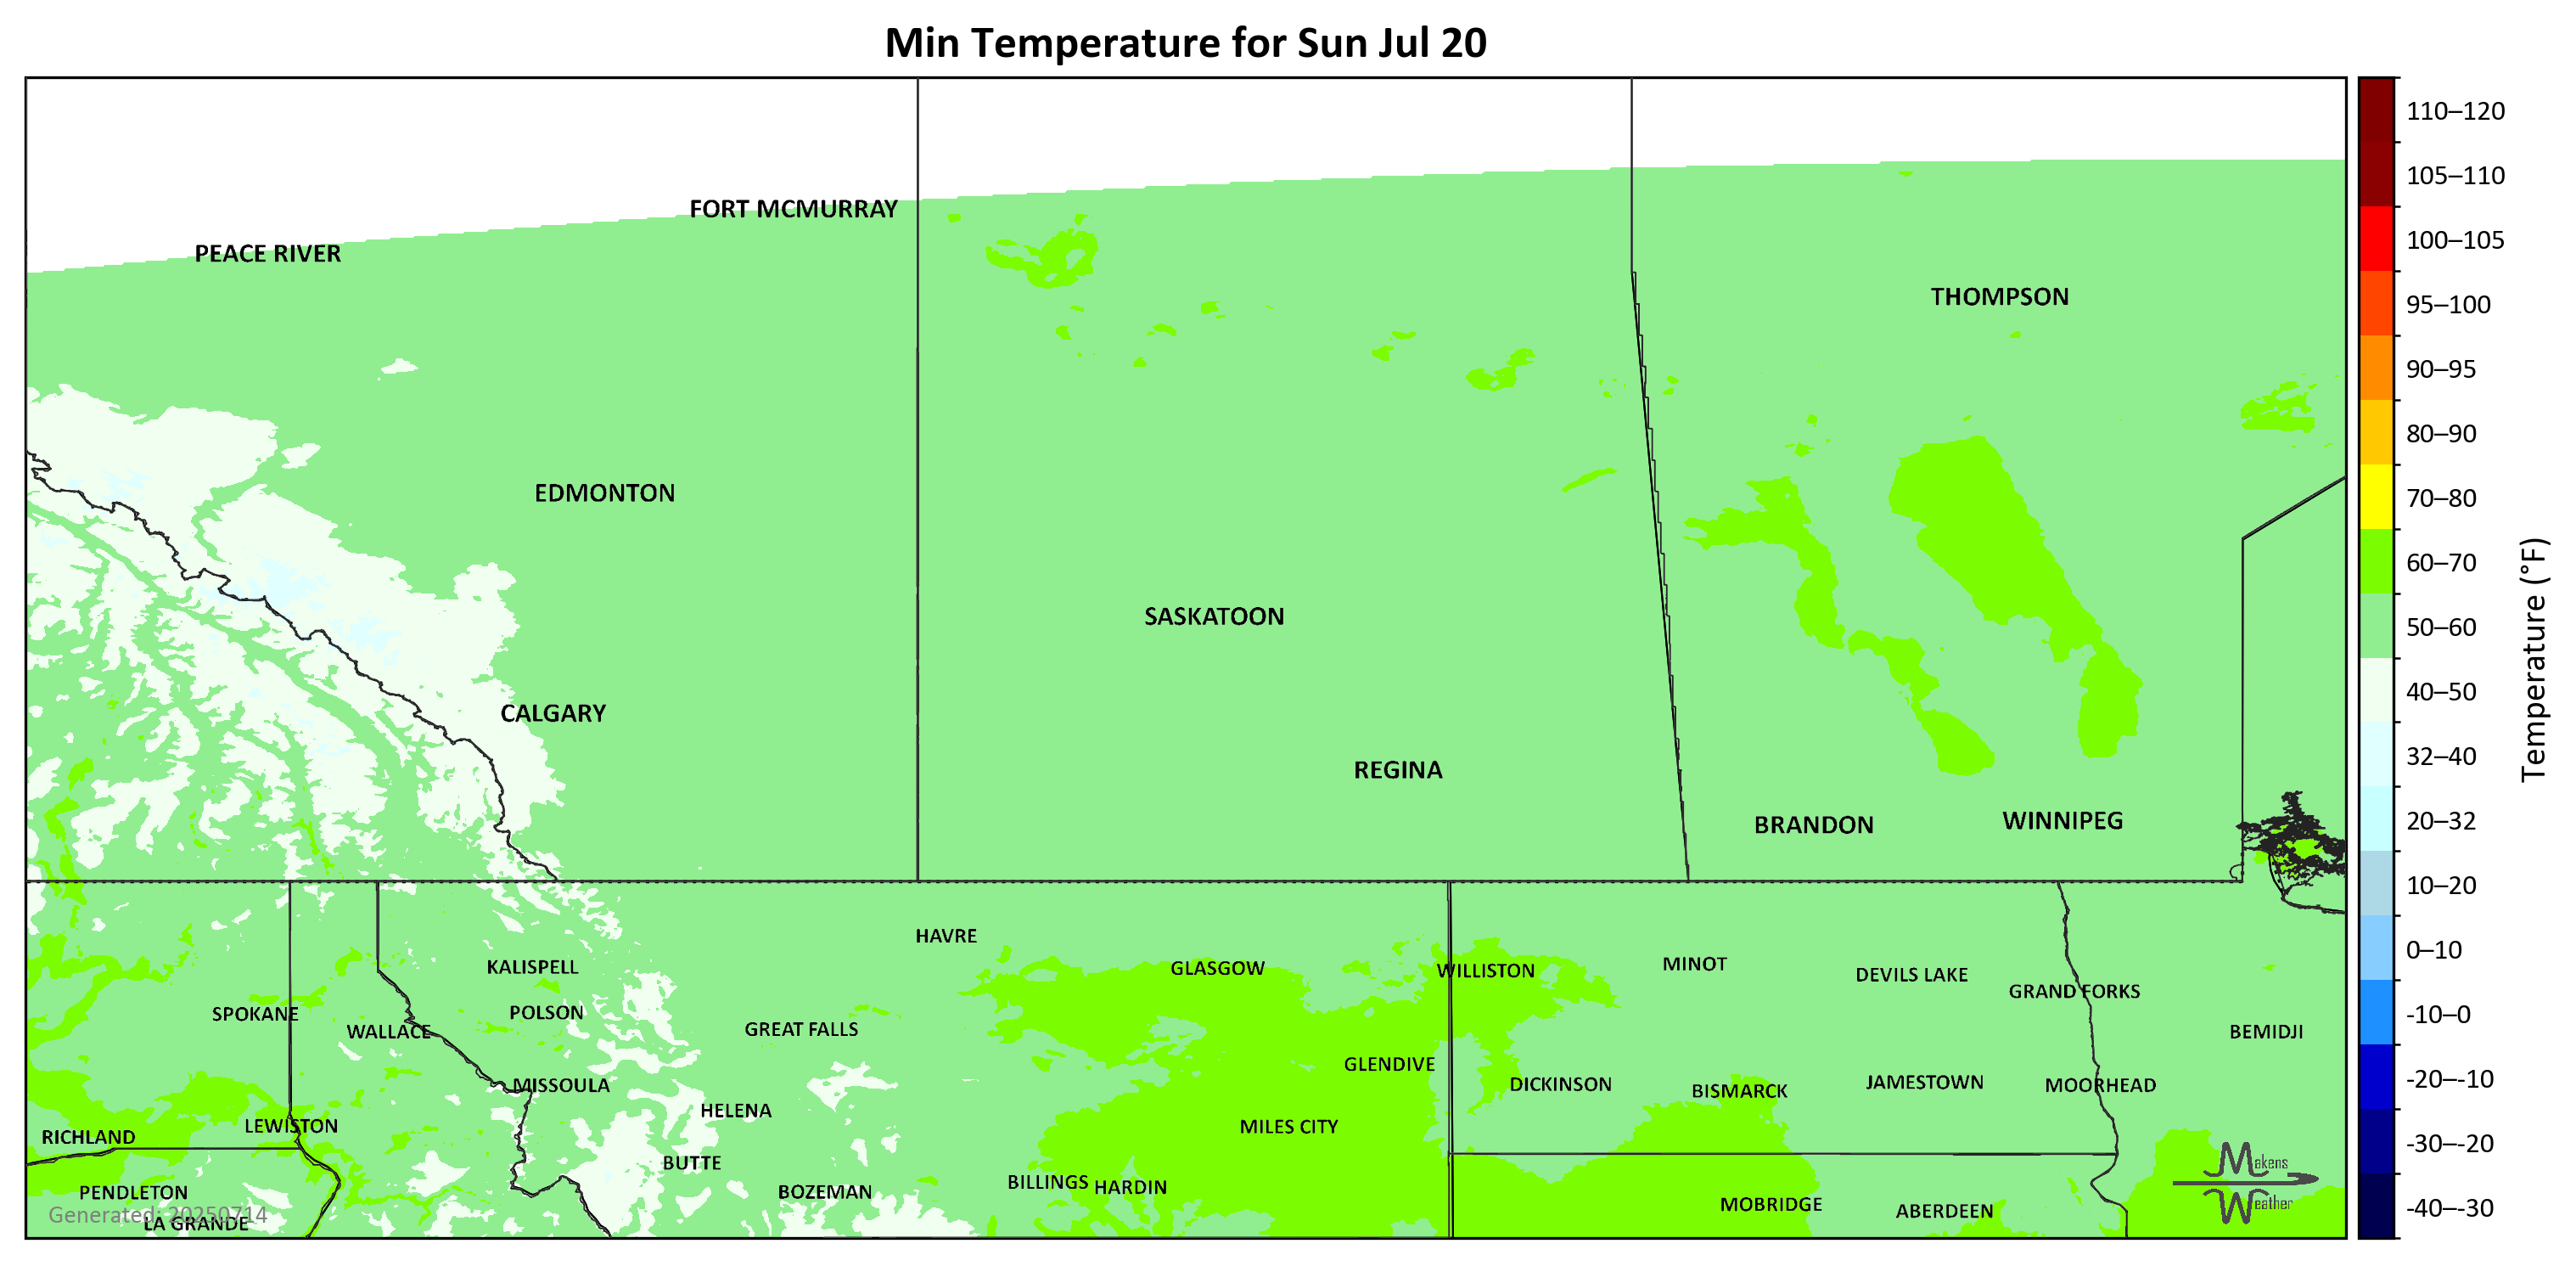 Min Temperature for Sun Jul 20
FORT MCMURRAY
PEACE RIVER
THOMPSON
EDMONTON
SASKATOON
CALGARY
REGINA
BRANDON
WINNIPEG
HAVRE
KALISPELL
GLASGOW
WILLISTON
MINOT
DEVILS LAKE
GRAND FORKS
SPOKANE
POLSON
WALLACE
GREAT FALLS
BEMIDJI
GLENDIVE
MISSOULA
DICKINSON
BISMARCK
JAMESTOWN
MOORHEAD
HELENA
LEWISTON
MILES CITY
RICHLAND
BUTTE
BILLINGS
HARDIN
PENDLETON
BOZEMAN
MOBRIDGE
ABERDEEN
LA GRANDE
Generated: 20250714
Makens
Weather
110–120
105–110
100–105
95–100
90–95
80–90
70–80
60–70
50–60
40–50
32–40
20–32
10–20
0–10
-10–0
-20–-10
-30–-20
-40–-30
Temperature (°F)